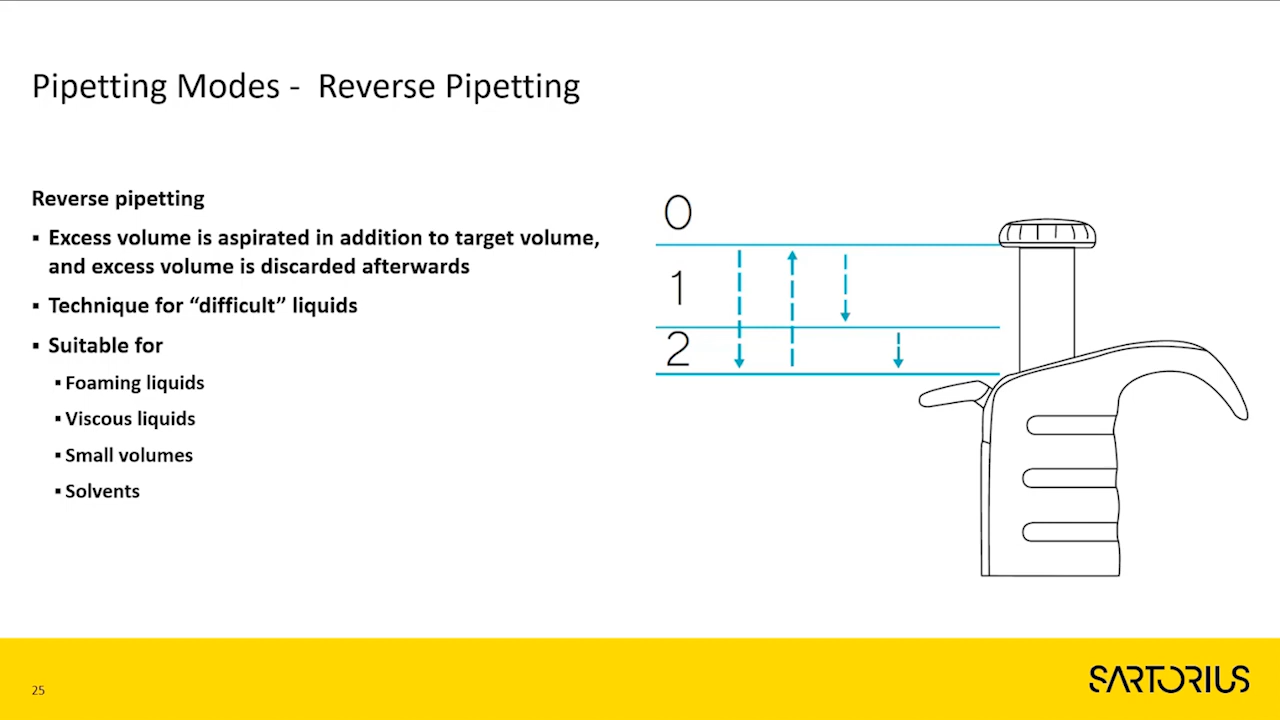 Pipetting Modes - Reverse Pipetting
Reverse pipetting
▪ Excess volume is aspirated in addition to target volume,
and excess volume is discarded afterwards
▪ Technique for “difficult” liquids
▪ Suitable for
▪ Foaming liquids
▪ Viscous liquids
▪ Small volumes
▪ Solvents
0
1
2
25
SARTORIUS